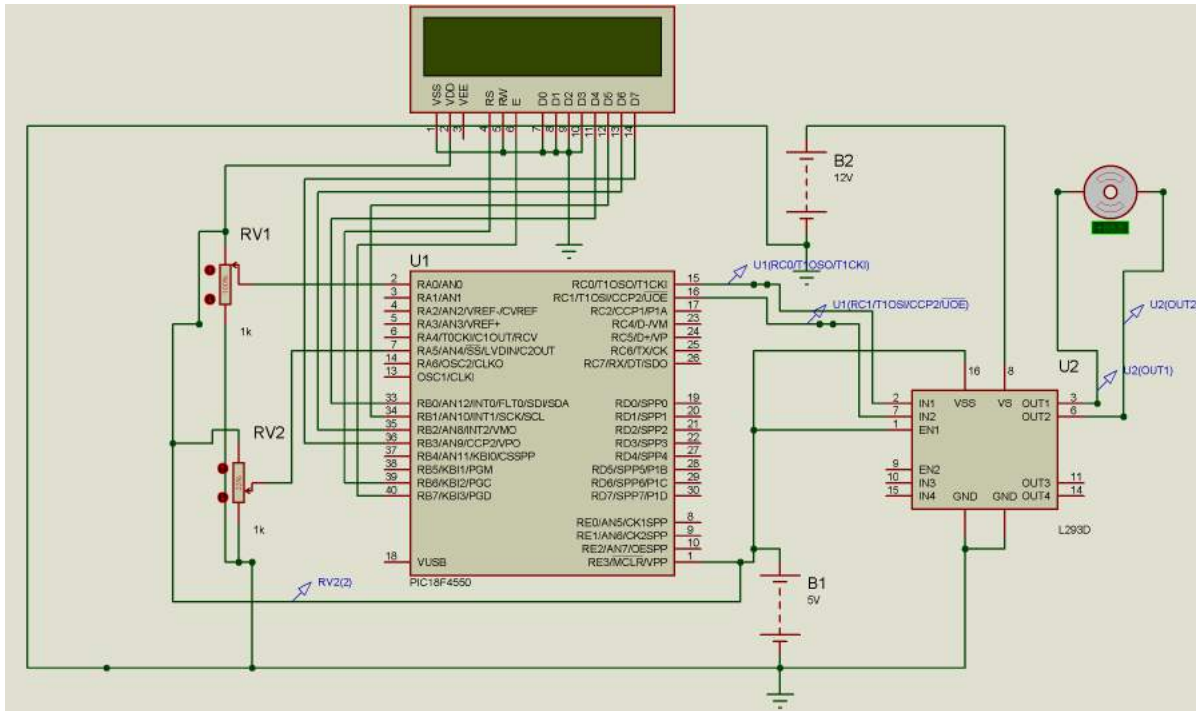 VSS VDD VEE RS RW E D0 D1 D2 D3 D4 D5 D6 D7
1 2 3 4 5 6 7 8 9 10 11 12 13 14
B2
12V
RV1
100%
1k
RV2
1k
RV2(2)
U1
2 RA0/AN0
3 RA1/AN1
4 RA2/AN2/VREF-/CVREF
5 RA3/AN3/VREF+
6 RA4/T0CKI/C1OUT/RCV
7 RA5/AN4/SS/LVDIN/C2OUT
14 RA6/OSC2/CLKO
13 OSC1/CLKI
33 RB0/AN12/INT0/FLT0/SDI/SDA
34 RB1/AN10/INT1/SCK/SCL
35 RB2/AN8/INT2/VMO
36 RB3/AN9/CCP2/VPO
37 RB4/AN11/KBI0/CSSPP
38 RB5/KBI1/PGM
39 RB6/KBI2/PGC
40 RB7/KBI3/PGD
18 VUSB
RC0/T1OSO/T1CKI 15
RC1/T1OSI/CCP2/UOE 16
RC2/CCP1/P1A 17
RC4/D-/VM 23
RC5/D+/VP 24
RC6/TX/CK 25
RC7/RX/DT/SDO 26
RD0/SPP0 19
RD1/SPP1 20
RD2/SPP2 21
RD3/SPP3 22
RD4/SPP4 27
RD5/SPP5/P1B 28
RD6/SPP6/P1C 29
RD7/SPP7/P1D 30
RE0/AN5/CK1SPP 8
RE1/AN6/CK2SPP 9
RE2/AN7/OESPP 10
RE3/MCLR/VPP 1
PIC18F4550
U1(RC0/T1OSO/T1CKI)
U1(RC1/T1OSI/CCP2/UOE)
B1
5V
U2(OUT2
U2(OUT1)
U2
16 8
VSS VS
2 IN1
7 IN2
1 EN1
9 EN2
10 IN3
15 IN4
OUT1 3
OUT2 6
OUT3 11
OUT4 14
GND GND
L293D